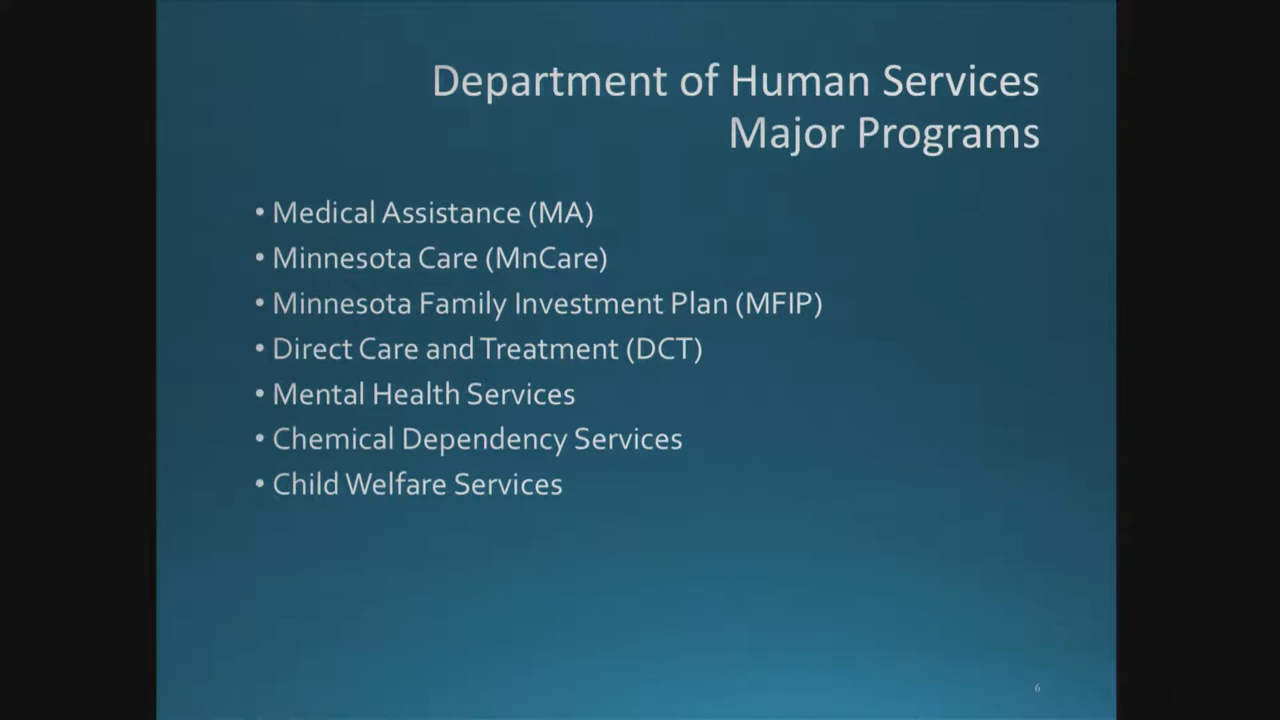 Department of Human Services
Major Programs
• Medical Assistance (MA)
• Minnesota Care (MnCare)
• Minnesota Family Investment Plan (MFIP)
• Direct Care and Treatment (DCT)
• Mental Health Services
• Chemical Dependency Services
• Child Welfare Services
6